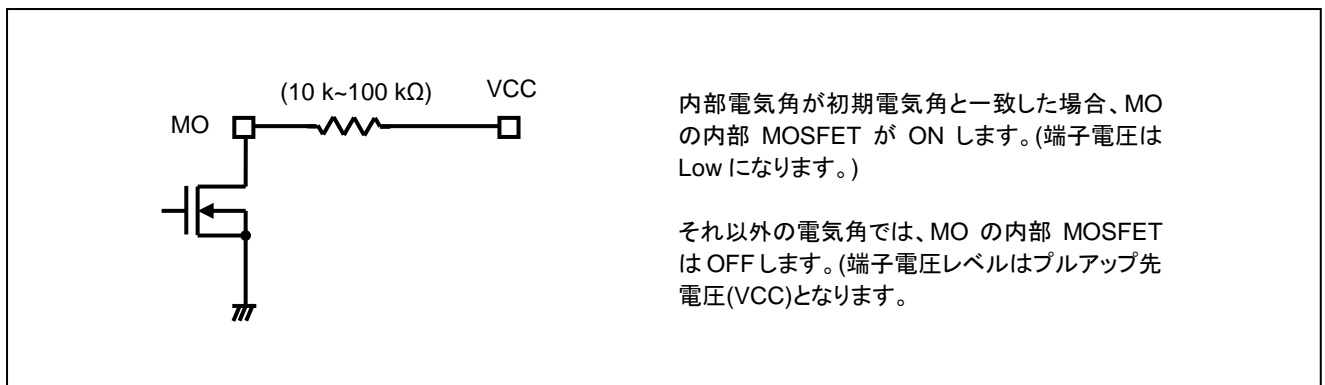 (10 k~100 kΩ)
VCC
MO
内部電気角が初期電気角と一致した場合、MO
の内部 MOSFET が ON します。(端子電圧は
Low になります。)
それ以外の電気角では、MO の内部 MOSFET
は OFF します。(端子電圧レベルはプルアップ先
電圧(VCC)となります。